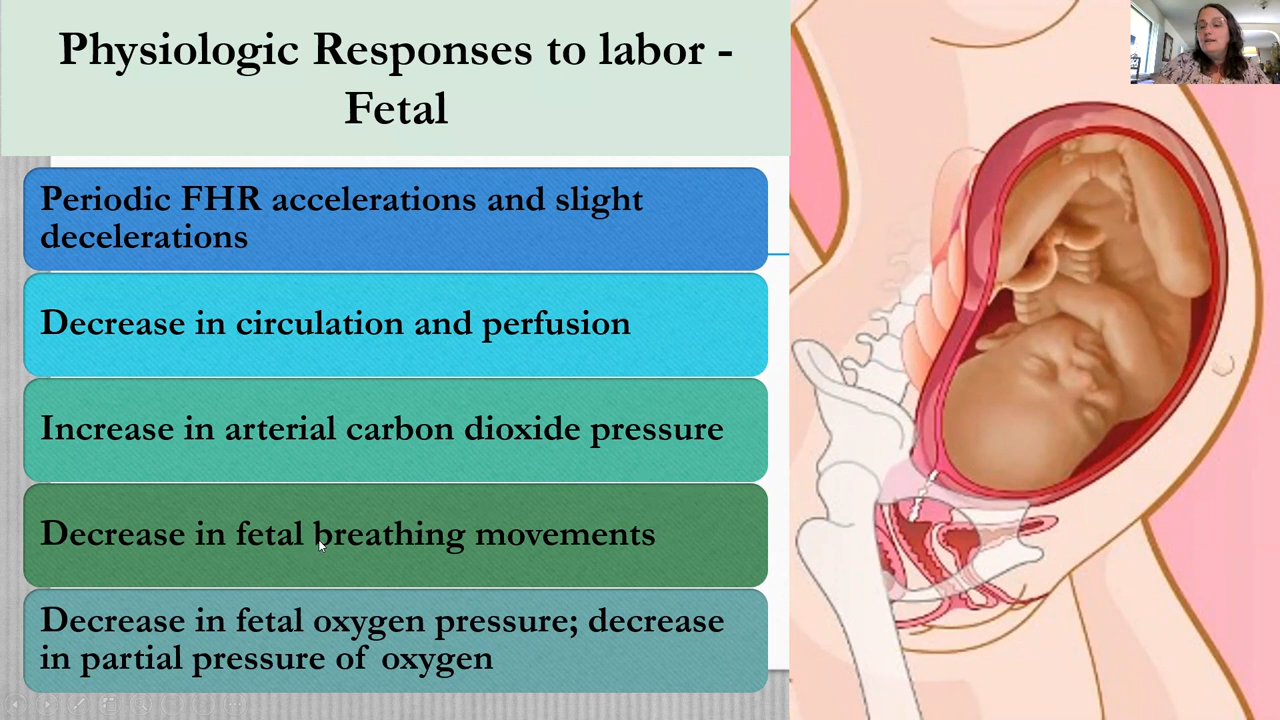 Physiologic Responses to labor -
Fetal
Periodic FHR accelerations and slight
decelerations
Decrease in circulation and perfusion
Increase in arterial carbon dioxide pressure
Decrease in fetal breathing movements
Decrease in fetal oxygen pressure; decrease
in partial pressure of oxygen